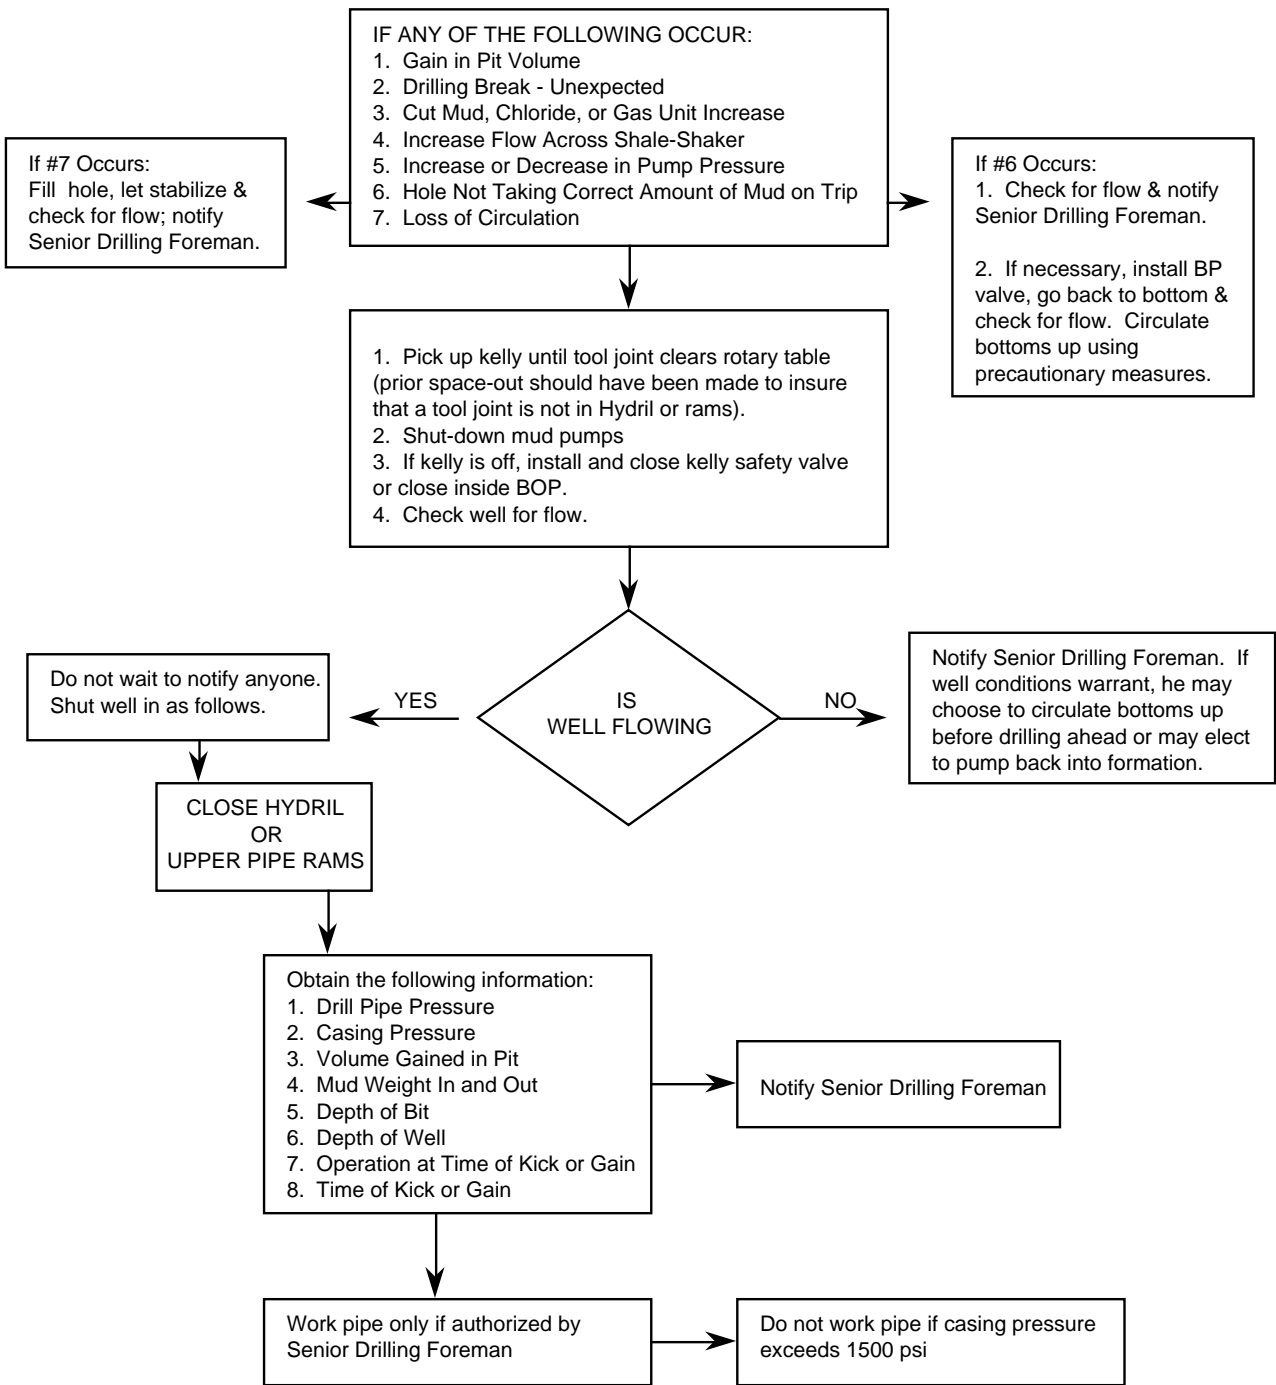 IF ANY OF THE FOLLOWING OCCUR:
1. Gain in Pit Volume
2. Drilling Break - Unexpected
3. Cut Mud, Chloride, or Gas Unit Increase
4. Increase Flow Across Shale-Shaker
5. Increase or Decrease in Pump Pressure
6. Hole Not Taking Correct Amount of Mud on Trip
7. Loss of Circulation
If #7 Occurs:
Fill hole, let stabilize &
check for flow; notify
Senior Drilling Foreman.
If #6 Occurs:
1. Check for flow & notify
Senior Drilling Foreman.
2. If necessary, install BP
valve, go back to bottom &
check for flow. Circulate
bottoms up using
precautionary measures.
1. Pick up kelly until tool joint clears rotary table
(prior space-out should have been made to insure
that a tool joint is not in Hydril or rams).
2. Shut-down mud pumps
3. If kelly is off, install and close kelly safety valve
or close inside BOP.
4. Check well for flow.
IS
WELL FLOWING
YES
NO
Do not wait to notify anyone.
Shut well in as follows.
Notify Senior Drilling Foreman. If
well conditions warrant, he may
choose to circulate bottoms up
before drilling ahead or may elect
to pump back into formation.
CLOSE HYDRIL
OR
UPPER PIPE RAMS
Obtain the following information:
1. Drill Pipe Pressure
2. Casing Pressure
3. Volume Gained in Pit
4. Mud Weight In and Out
5. Depth of Bit
6. Depth of Well
7. Operation at Time of Kick or Gain
8. Time of Kick or Gain
Notify Senior Drilling Foreman
Work pipe only if authorized by
Senior Drilling Foreman
Do not work pipe if casing pressure
exceeds 1500 psi